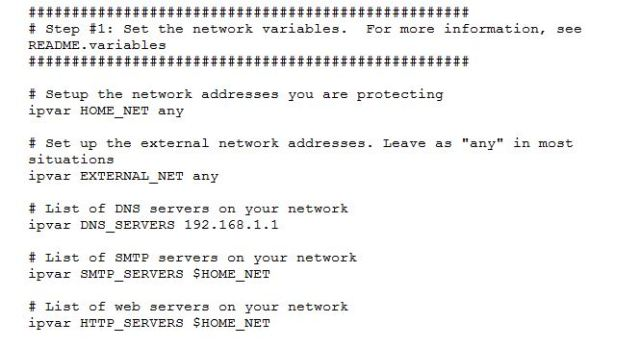 ###################################################
# Step #1: Set the network variables.  For more information, see
README.variables
###################################################
# Setup the network addresses you are protecting
ipvar HOME_NET any
# Set up the external network addresses. Leave as "any" in most
situations
ipvar EXTERNAL_NET any
# List of DNS servers on your network
ipvar DNS_SERVERS 192.168.1.1
# List of SMTP servers on your network
ipvar SMTP_SERVERS $HOME_NET
# List of web servers on your network
ipvar HTTP_SERVERS $HOME_NET